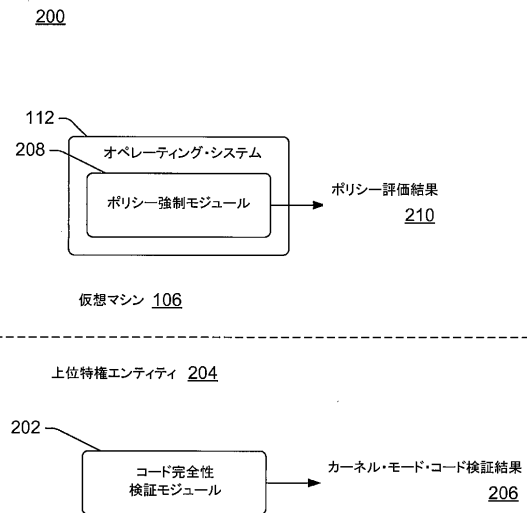 200
112
オペレーティング・システム
208
ポリシー強制モジュール
ポリシー評価結果
210
仮想マシン 106
上位特権エンティティ 204
202
コード完全性
検証モジュール
カーネル・モード・コード検証結果
206